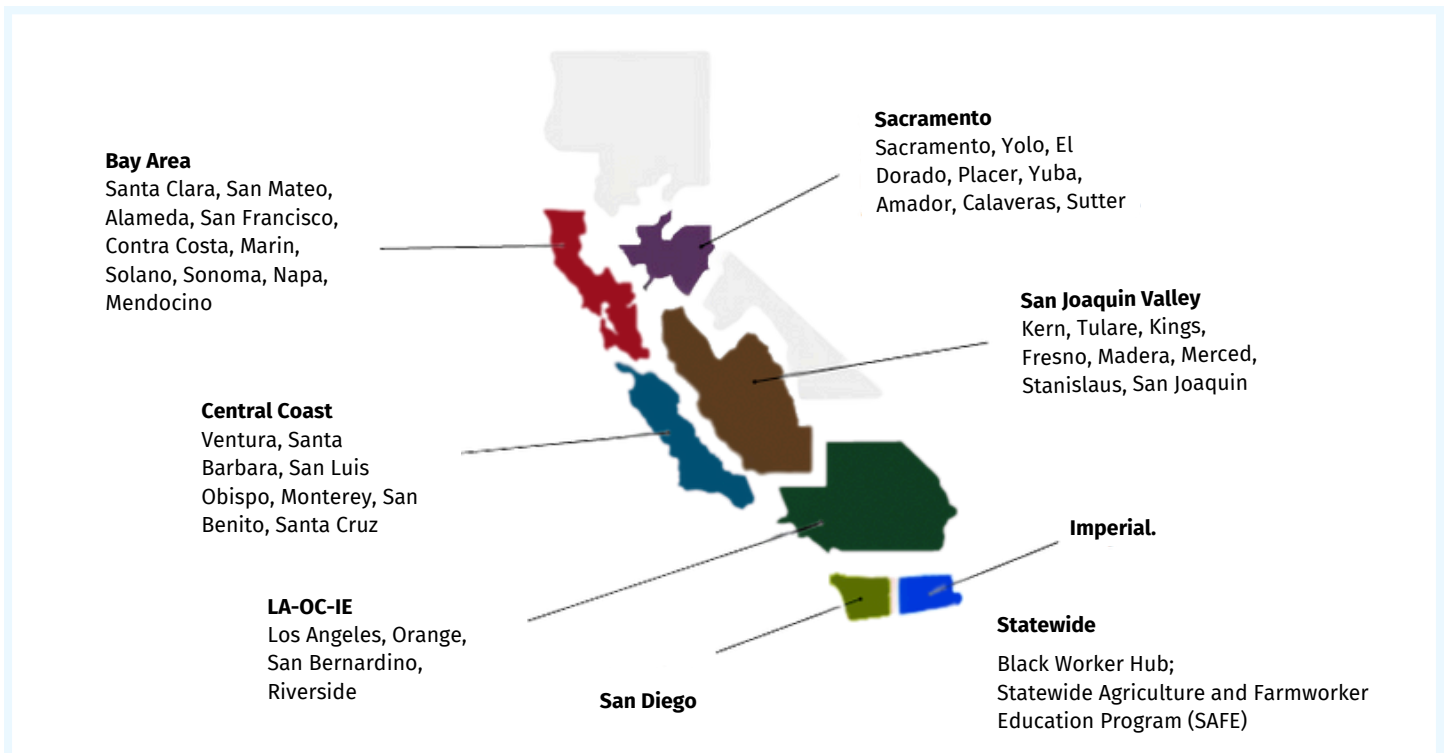 Bay Area
Santa Clara, San Mateo,
Alameda, San Francisco,
Contra Costa, Marin,
Solano, Sonoma, Napa,
Mendocino
Sacramento
Sacramento, Yolo, El
Dorado, Placer, Yuba,
Amador, Calaveras, Sutter
San Joaquin Valley
Kern, Tulare, Kings,
Fresno, Madera, Merced,
Stanislaus, San Joaquin
Central Coast
Ventura, Santa
Barbara, San Luis
Obispo, Monterey, San
Benito, Santa Cruz
Imperial.
LA-OC-IE
Los Angeles, Orange,
San Bernardino,
Riverside
San Diego
Statewide
Black Worker Hub;
Statewide Agriculture and Farmworker
Education Program (SAFE)